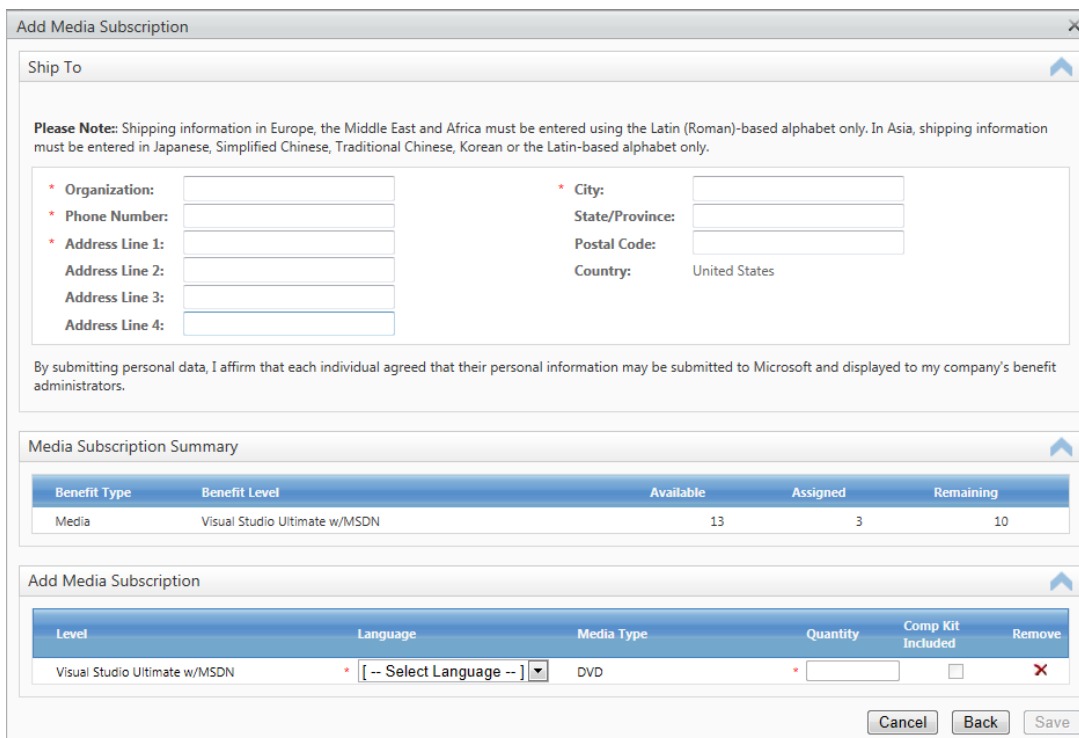 Add Media Subscription
Ship To
Please Note:: Shipping information in Europe, the Middle East and Africa must be entered using the Latin (Roman)-based alphabet only. In Asia, shipping information
must be entered in Japanese, Simplified Chinese, Traditional Chinese, Korean or the Latin-based alphabet only.
* Organization:
* Phone Number:
* Address Line 1:
Address Line 2:
Address Line 3:
Address Line 4:
* City:
State/Province:
Postal Code:
Country: United States
By submitting personal data, I affirm that each individual agreed that their personal information may be submitted to Microsoft and displayed to my company's benefit
administrators.
Media Subscription Summary
Benefit Type Benefit Level Available Assigned Remaining
Media Visual Studio Ultimate w/MSDN 13 3 10
Add Media Subscription
Level Language Media Type Quantity Comp Kit Included Remove
Visual Studio Ultimate w/MSDN * [ -- Select Language -- ] DVD *
Cancel Back Save